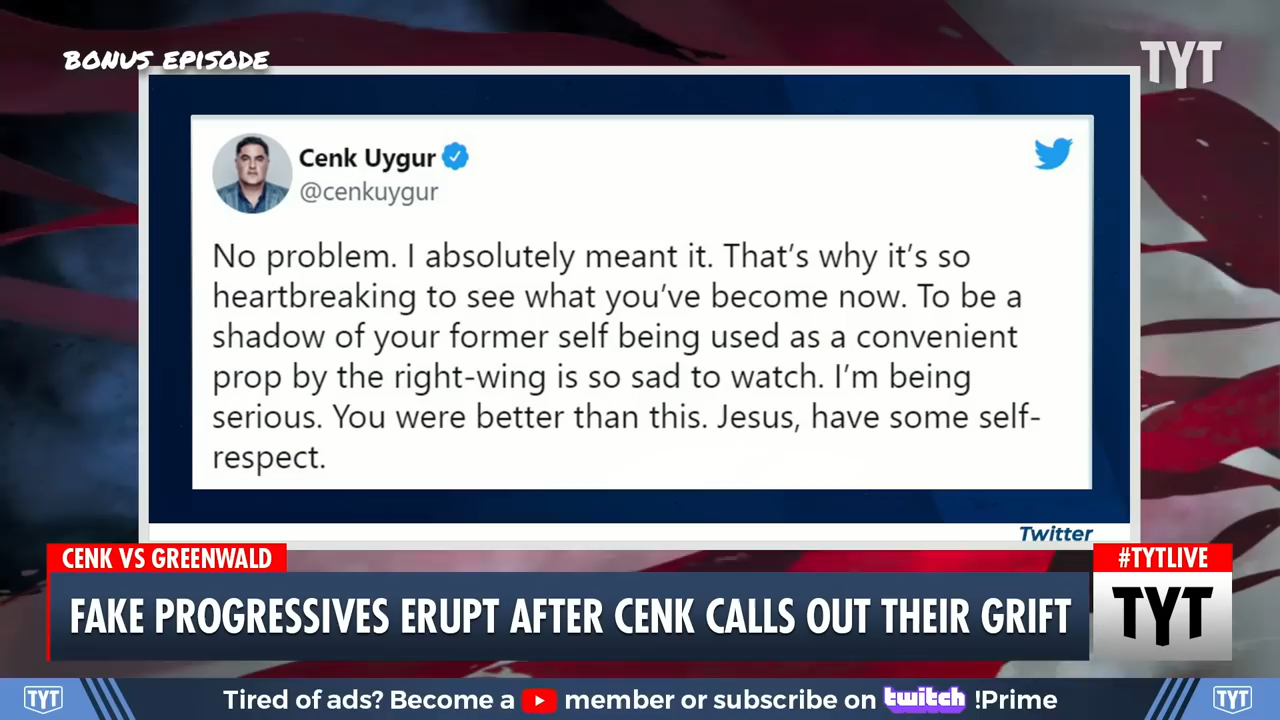 BONUS EPISODE
TYT
Cenk Uygur
@cenkuygur
No problem. I absolutely meant it. That's why it's so
heartbreaking to see what you've become now. To be a
shadow of your former self being used as a convenient
prop by the right-wing is so sad to watch. I'm being
serious. You were better than this. Jesus, have some self-
respect.
Twitter
CENK VS GREENWALD
#TYTLIVE
FAKE PROGRESSIVES ERUPT AFTER CENK CALLS OUT THEIR GRIFT
TYT
TYT
Tired of ads? Become a member or subscribe on twitch !Prime
TYT